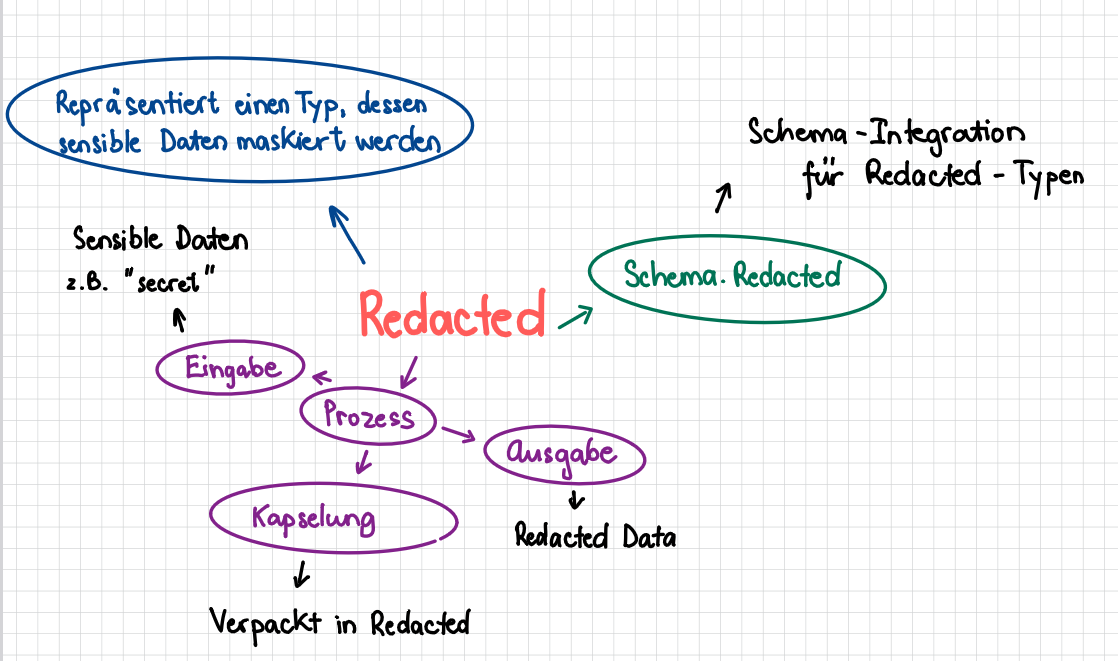 Repräsentiert einen Typ, dessen
sensible Daten maskiert werden
Schema-Integration
für Redacted-Typen
Sensible Daten
z.B. "secret"
Schema.Redacted
Redacted
Eingabe
Prozess
Ausgabe
Kapselung
Redacted Data
Verpackt in Redacted